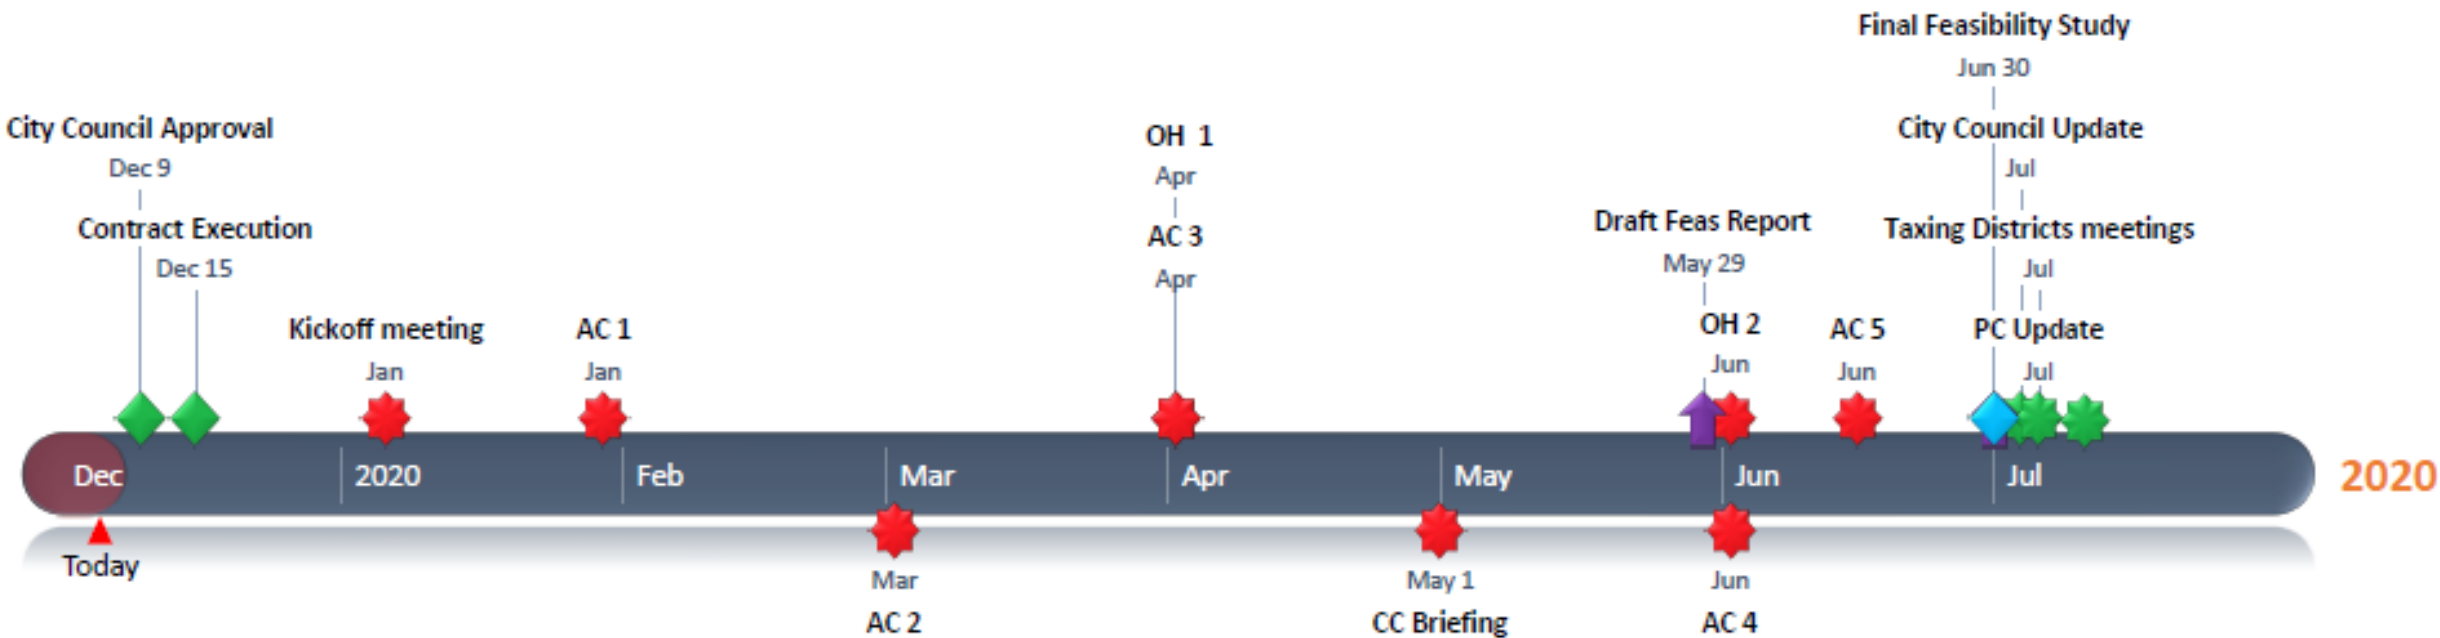 Final Feasibility Study
Jun 30
City Council Approval
Dec 9
OH 1
Apr
City Council Update
Jul
Contract Execution
Dec 15
AC 3
Apr
Draft Feas Report
May 29
Taxing Districts meetings
Jul
Kickoff meeting
Jan
AC 1
Jan
OH 2
Jun
AC 5
Jun
PC Update
Jul
Dec 2020 Feb Mar Apr May Jun Jul 2020
Today
Mar
AC 2
May 1
CC Briefing
Jun
AC 4